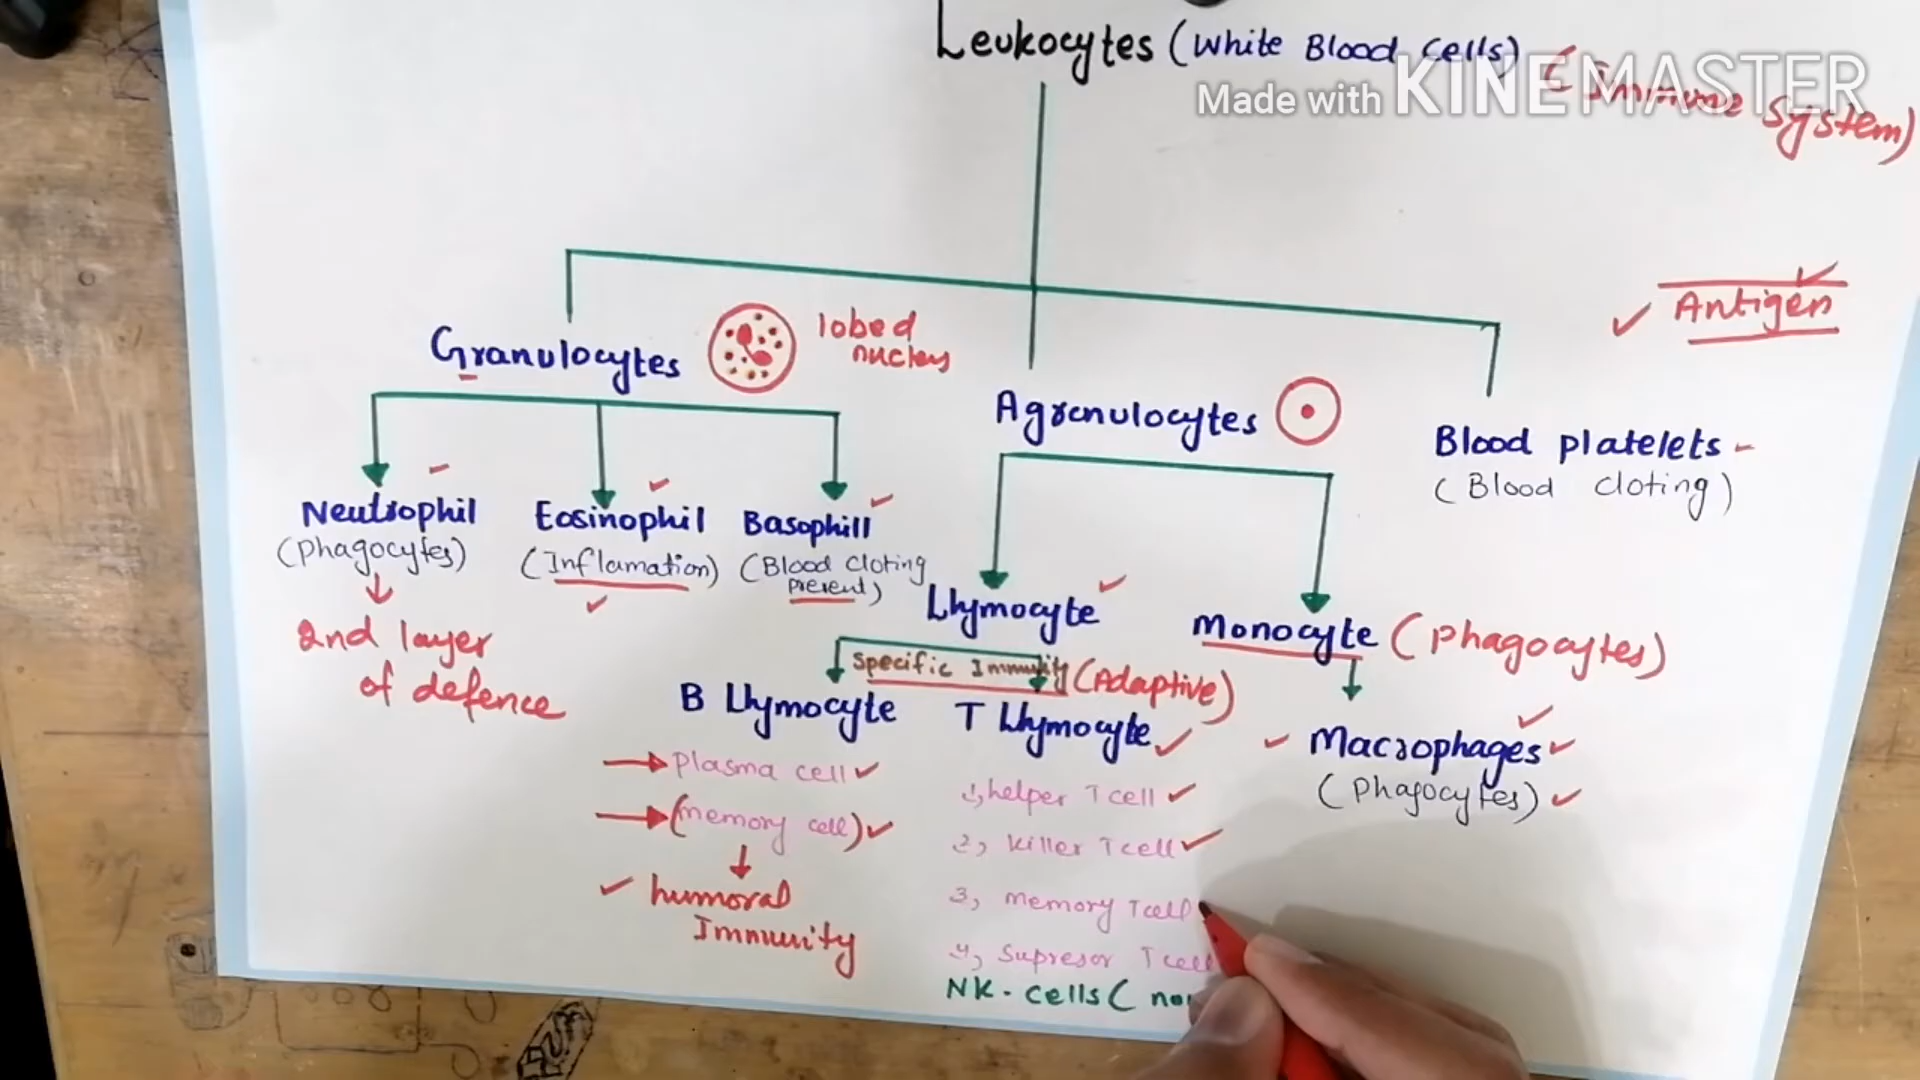 Leukocytes (White Blood Cells) (Immune System)
Made with KINEMASTER
Antigen
Granulocytes
lobed
nucleus
Agranulocytes
Blood platelets
(Blood cloting)
Neutrophil
(Phagocytes)
2nd layer
of defence
Eosinophil
(Inflamation)
Basophill
(Blood cloting
prevent)
Lhymocyte
Monocyte (Phagocytes)
Specific Immunity (Adaptive)
B Lhymocyte
Plasma cell
(memory cell)
humoral
Immunity
T Lhymocyte
1, helper T cell
2, Killer T cell
3, memory T cell
4, Supresor T cell
NK-cells (
Macrophages
(Phagocytes)